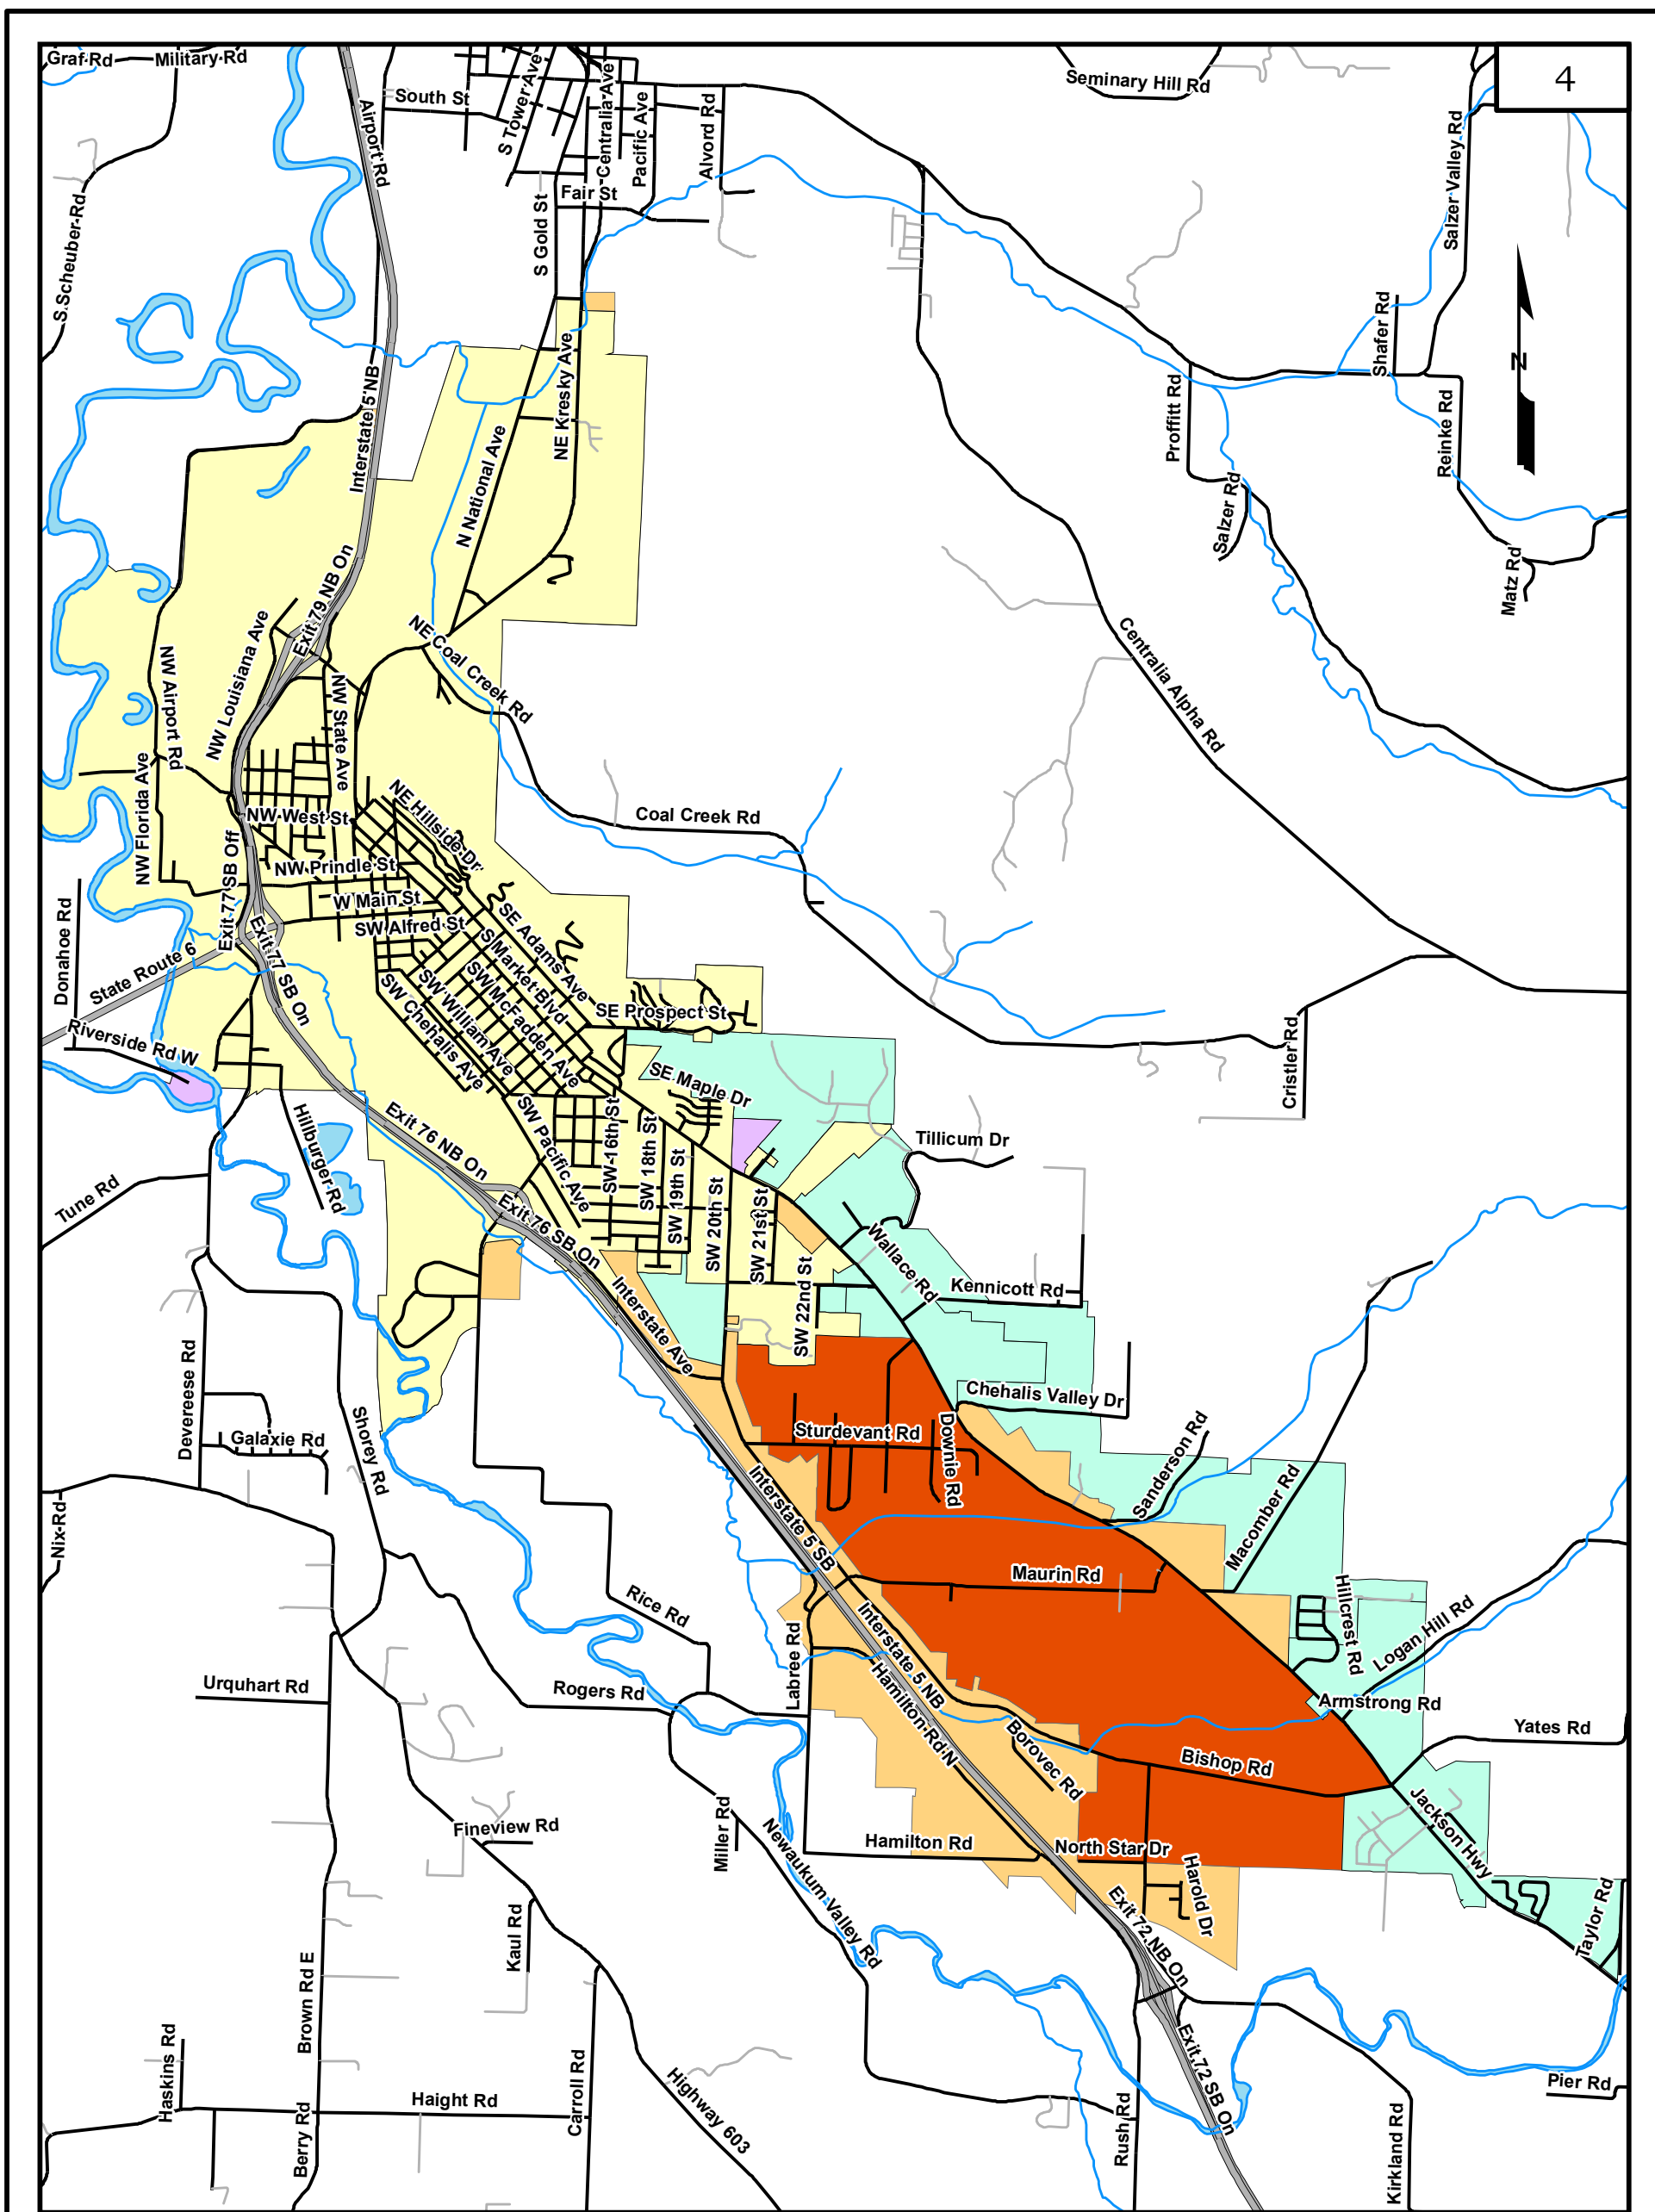 Graf Rd
Military Rd
Seminary Hill Rd
4
Airport Rd
South St
S Tower Ave
Centralia Ave
Pacific Ave
Alvord Rd
Salzer Valley Rd
Fair St
S Gold St
S Scheuber Rd
Shafer Rd
N
Interstate 5 NB
NE Kresky Ave
Proffitt Rd
Reinke Rd
N National Ave
Salzer Rd
Matz Rd
Exit 79 NB On
NW Louisiana Ave
NE Coal Creek Rd
Centralia Alpha Rd
NW Airport Rd
NW State Ave
NW Florida Ave
NE Hillside Dr
NW West St
Coal Creek Rd
Exit 77 SB Off
NW Prindle St
W Main St
SW Alfred St
SE Adams Ave
Donahoe Rd
State Route 6
Exit 77 SB On
S Market Blvd
SW McFadden Ave
SW William Ave
SW Chehalis Ave
SE Prospect St
Riverside Rd W
Cristler Rd
SE Maple Dr
Hillburger Rd
Exit 76 NB On
SW Pacific Ave
SW 16th St
SW 18th St
SW 19th St
SW 20th St
SW 21st St
SW 22nd St
Tillicum Dr
Tune Rd
Exit 76 SB On
Wallace Rd
Kennicott Rd
Interstate Ave
Devereese Rd
Chehalis Valley Dr
Shorey Rd
Galaxie Rd
Sturdevant Rd
Downie Rd
Sanderson Rd
Macomber Rd
Nix Rd
Interstate 5 SB
Maurin Rd
Rice Rd
Hillcrest Rd
Logan Hill Rd
Labree Rd
Interstate 5 NB
Urquhart Rd
Rogers Rd
Hamilton Rd N
Armstrong Rd
Yates Rd
Borovec Rd
Bishop Rd
Jackson Hwy
Fineview Rd
Miller Rd
Newaukum Valley Rd
Hamilton Rd
North Star Dr
Harold Dr
Exit 72 NB On
Taylor Rd
Kaul Rd
Brown Rd E
Haskins Rd
Exit 72 SB On
Pier Rd
Haight Rd
Carroll Rd
Highway 603
Berry Rd
Rush Rd
Kirkland Rd